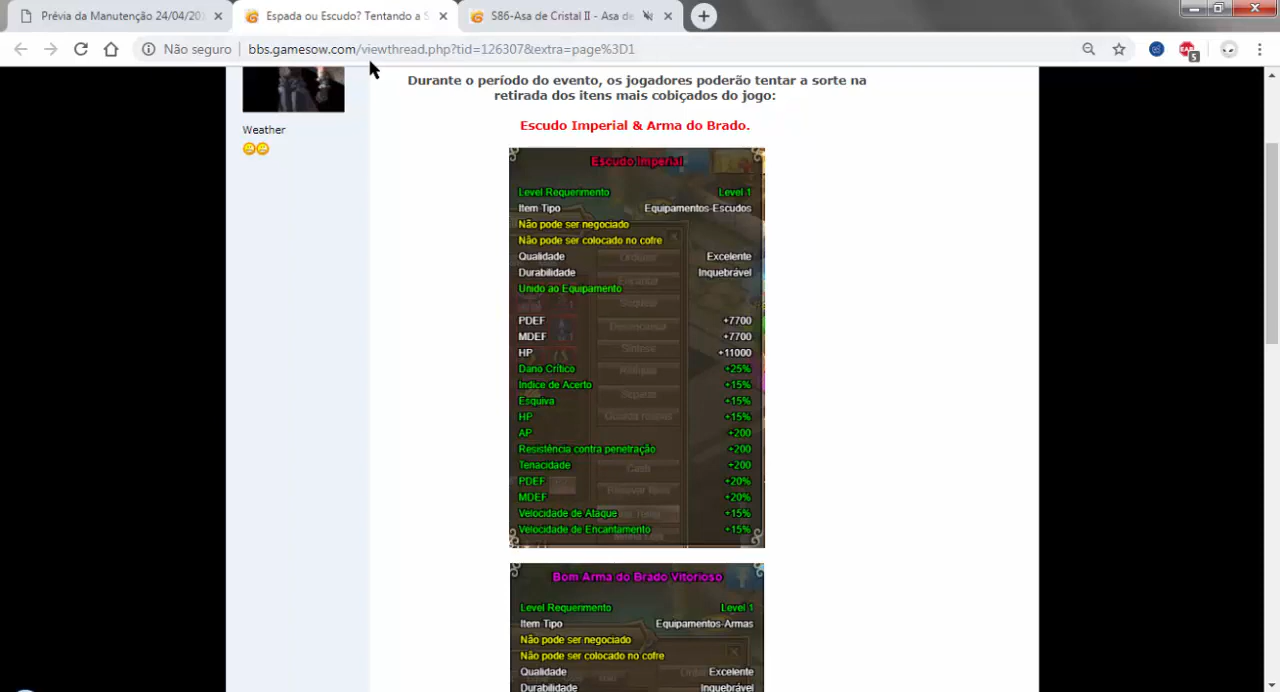 Prévia da Manutenção 24/04/20
Espada ou Escudo? Tentando a S
S86-Asa de Cristal II - Asa de
Não seguro
bbs.gamesow.com/viewthread.php?tid=126307&extra=page%3D1
5
Durante o período do evento, os jogadores poderão tentar a sorte na
retirada dos itens mais cobiçados do jogo:
Weather
Escudo Imperial & Arma do Brado.
Escudo Imperial
Level Requerimento Level 1
Item Tipo Equipamentos-Escudos
Não pode ser negociado
Não pode ser colocado no cofre
Qualidade Excelente
Durabilidade Inquebrável
Unido ao Equipamento
PDEF +7700
MDEF +7700
HP +11000
Dano Crítico +25%
Indice de Acerto +15%
Esquiva +15%
HP +15%
AP +200
Resistência contra penetração +200
Tenacidade +200
PDEF +20%
MDEF +20%
Velocidade de Ataque +15%
Velocidade de Encantamento +15%
Bom Arma do Brado Vitorioso
Level Requerimento Level 1
Item Tipo Equipamentos-Armas
Não pode ser negociado
Não pode ser colocado no cofre
Qualidade Excelente
Durabilidade Inquebrável